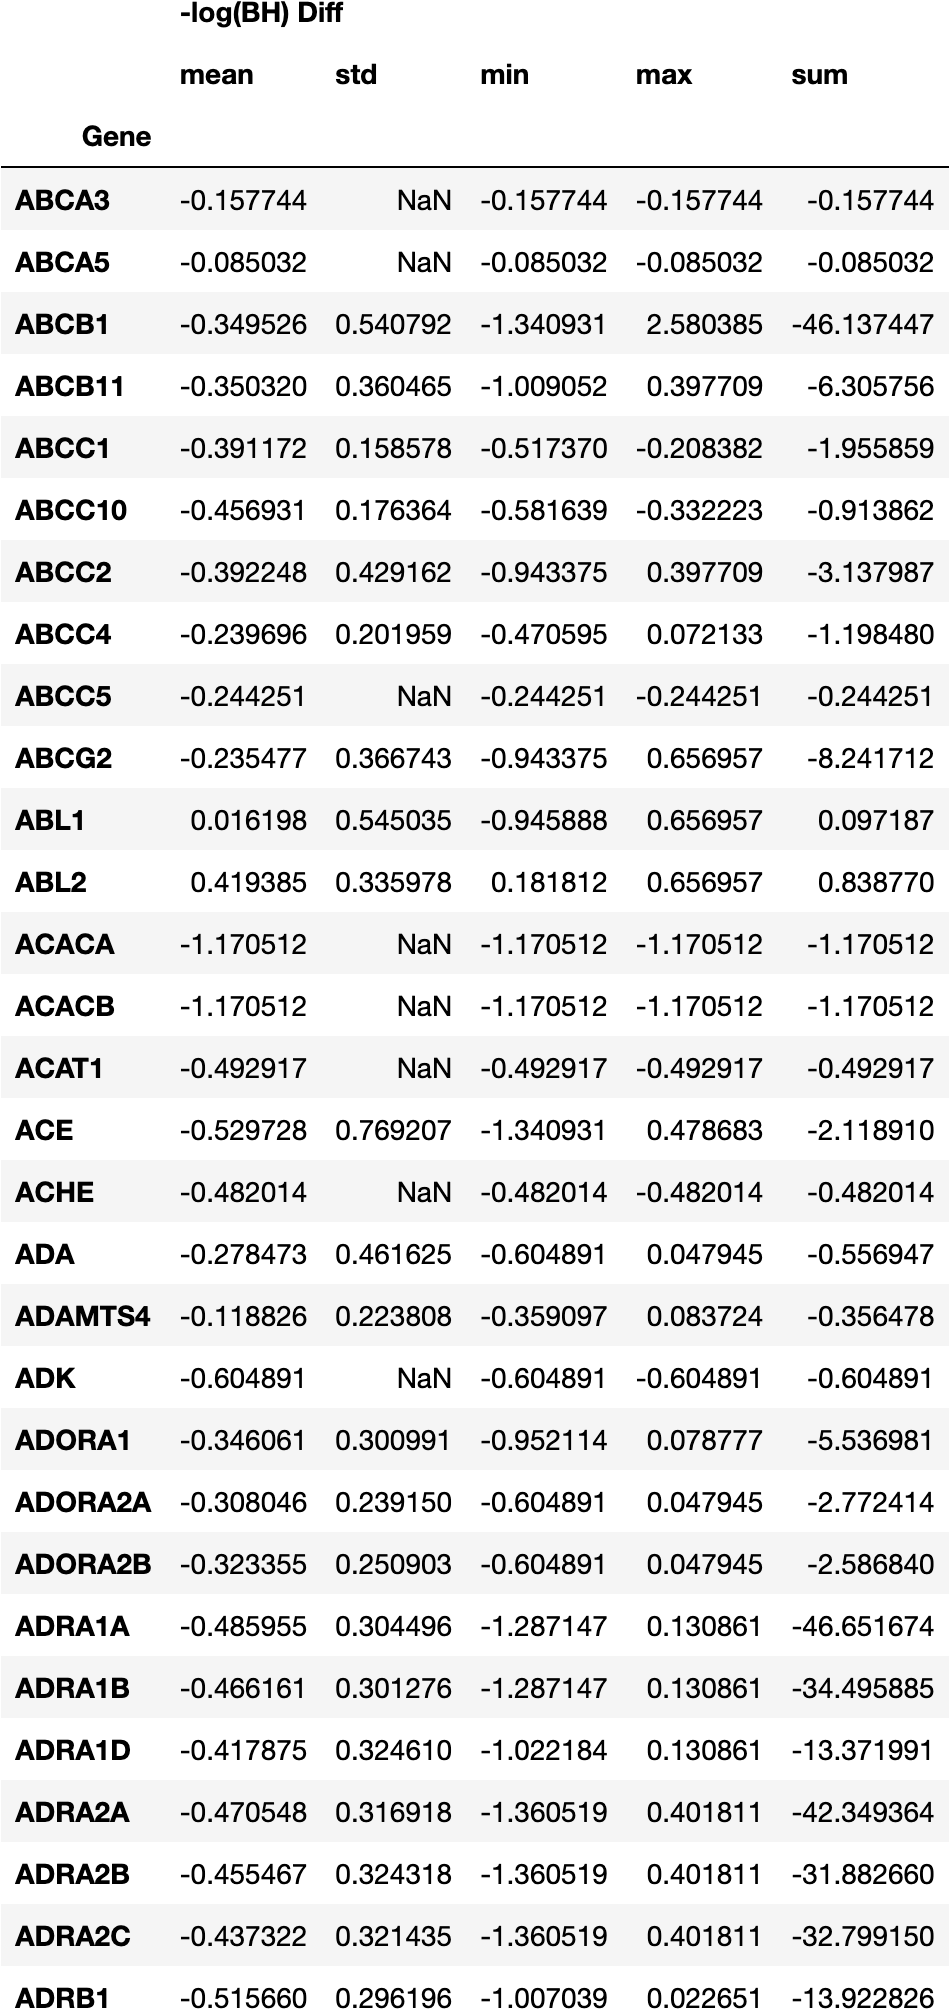 -log(BH) Diff
mean std min max sum
Gene
ABCA3 -0.157744 NaN -0.157744 -0.157744 -0.157744
ABCA5 -0.085032 NaN -0.085032 -0.085032 -0.085032
ABCB1 -0.349526 0.540792 -1.340931 2.580385 -46.137447
ABCB11 -0.350320 0.360465 -1.009052 0.397709 -6.305756
ABCC1 -0.391172 0.158578 -0.517370 -0.208382 -1.955859
ABCC10 -0.456931 0.176364 -0.581639 -0.332223 -0.913862
ABCC2 -0.392248 0.429162 -0.943375 0.397709 -3.137987
ABCC4 -0.239696 0.201959 -0.470595 0.072133 -1.198480
ABCC5 -0.244251 NaN -0.244251 -0.244251 -0.244251
ABCG2 -0.235477 0.366743 -0.943375 0.656957 -8.241712
ABL1 0.016198 0.545035 -0.945888 0.656957 0.097187
ABL2 0.419385 0.335978 0.181812 0.656957 0.838770
ACACA -1.170512 NaN -1.170512 -1.170512 -1.170512
ACACB -1.170512 NaN -1.170512 -1.170512 -1.170512
ACAT1 -0.492917 NaN -0.492917 -0.492917 -0.492917
ACE -0.529728 0.769207 -1.340931 0.478683 -2.118910
ACHE -0.482014 NaN -0.482014 -0.482014 -0.482014
ADA -0.278473 0.461625 -0.604891 0.047945 -0.556947
ADAMTS4 -0.118826 0.223808 -0.359097 0.083724 -0.356478
ADK -0.604891 NaN -0.604891 -0.604891 -0.604891
ADORA1 -0.346061 0.300991 -0.952114 0.078777 -5.536981
ADORA2A -0.308046 0.239150 -0.604891 0.047945 -2.772414
ADORA2B -0.323355 0.250903 -0.604891 0.047945 -2.586840
ADRA1A -0.485955 0.304496 -1.287147 0.130861 -46.651674
ADRA1B -0.466161 0.301276 -1.287147 0.130861 -34.495885
ADRA1D -0.417875 0.324610 -1.022184 0.130861 -13.371991
ADRA2A -0.470548 0.316918 -1.360519 0.401811 -42.349364
ADRA2B -0.455467 0.324318 -1.360519 0.401811 -31.882660
ADRA2C -0.437322 0.321435 -1.360519 0.401811 -32.799150
ADRB1 -0.515660 0.296196 -1.007039 0.022651 -13.922826